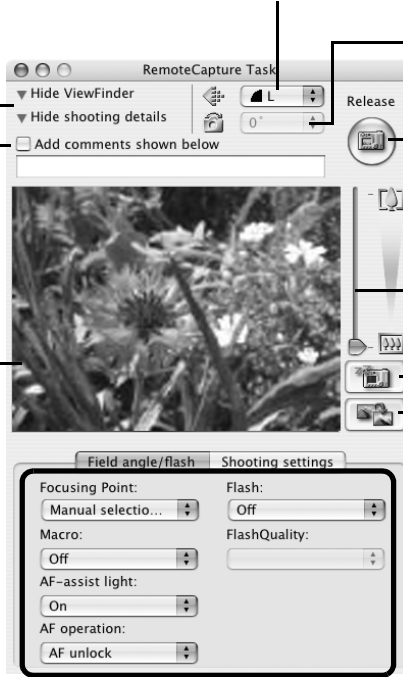 RemoteCapture Task
Hide ViewFinder
L
Release
Hide shooting details
0°
Add comments shown below
Field angle/flash
Shooting settings
Focusing Point:
Flash:
Manual selectio...
Off
Macro:
FlashQuality:
Off
AF-assist light:
On
AF operation:
AF unlock